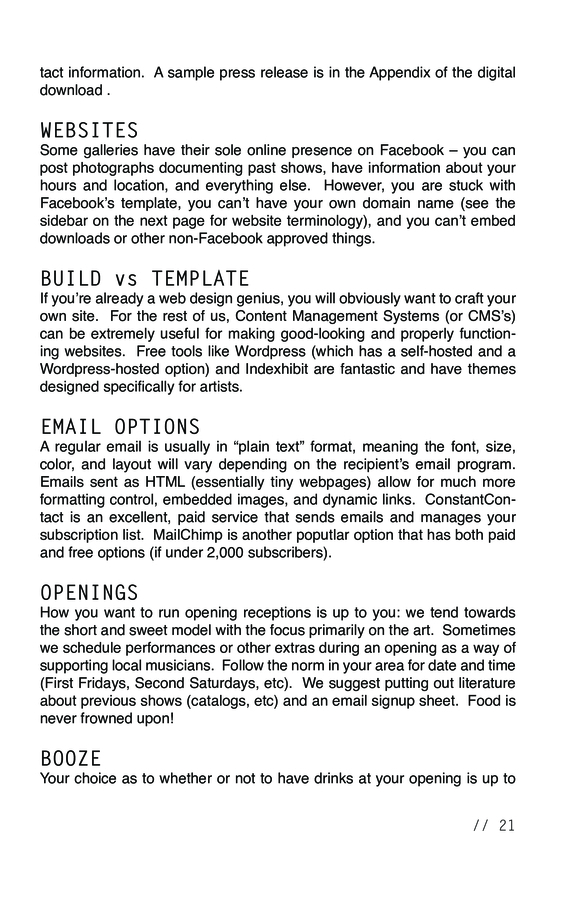 tact information.  A sample press release is in the Appendix of the digital
download .
WEBSITES
Some galleries have their sole online presence on Facebook – you can
post photographs documenting past shows, have information about your
hours and location, and everything else.  However, you are stuck with
Facebook’s template, you can’t have your own domain name (see the
sidebar on the next page for website terminology), and you can’t embed
downloads or other non-Facebook approved things.
BUILD vs TEMPLATE
If you’re already a web design genius, you will obviously want to craft your
own site.  For the rest of us, Content Management Systems (or CMS’s)
can be extremely useful for making good-looking and properly function-
ing websites.  Free tools like Wordpress (which has a self-hosted and a
Wordpress-hosted option) and Indexhibit are fantastic and have themes
designed specifically for artists.
EMAIL OPTIONS
A regular email is usually in “plain text” format, meaning the font, size,
color, and layout will vary depending on the recipient’s email program.
Emails sent as HTML (essentially tiny webpages) allow for much more
formatting control, embedded images, and dynamic links.  ConstantCon-
tact is an excellent, paid service that sends emails and manages your
subscription list.  MailChimp is another poputlar option that has both paid
and free options (if under 2,000 subscribers).
OPENINGS
How you want to run opening receptions is up to you: we tend towards
the short and sweet model with the focus primarily on the art.  Sometimes
we schedule performances or other extras during an opening as a way of
supporting local musicians.  Follow the norm in your area for date and time
(First Fridays, Second Saturdays, etc).  We suggest putting out literature
about previous shows (catalogs, etc) and an email signup sheet.  Food is
never frowned upon!
BOOZE
Your choice as to whether or not to have drinks at your opening is up to
// 21